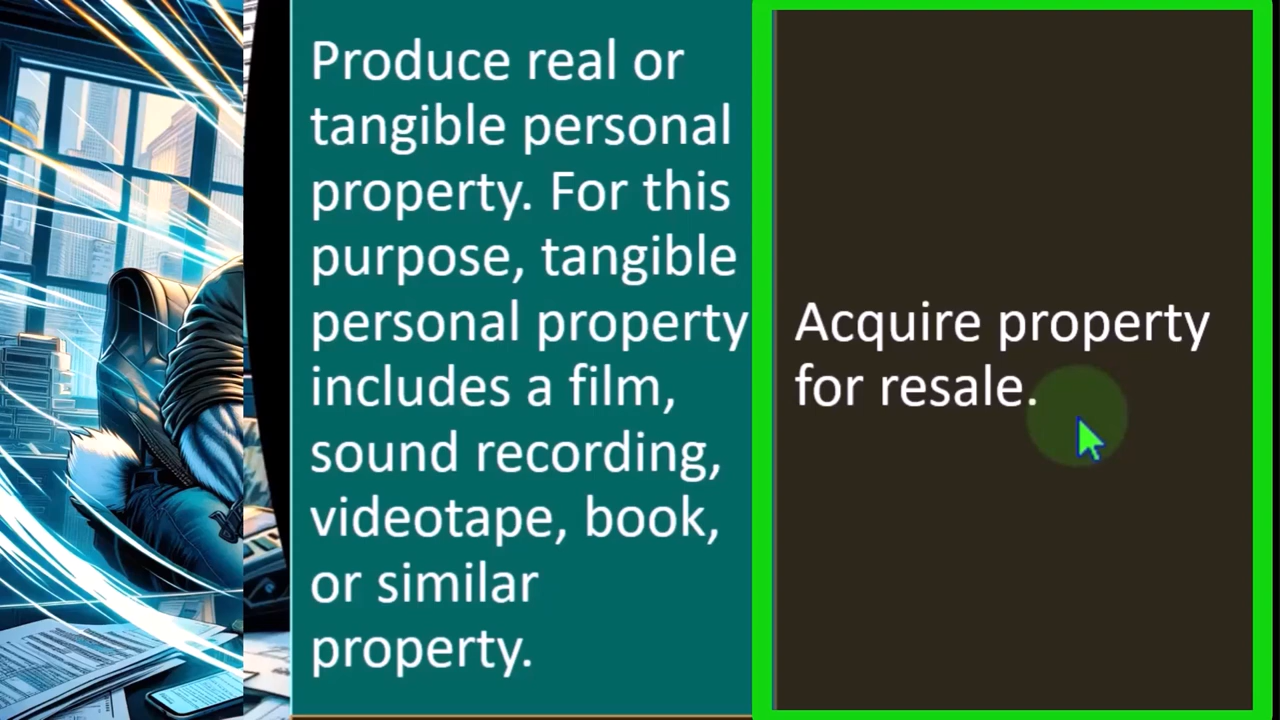 Produce real or
tangible personal
property. For this
purpose, tangible
personal property
includes a film,
sound recording,
videotape, book,
or similar
property.
Acquire property
for resale.